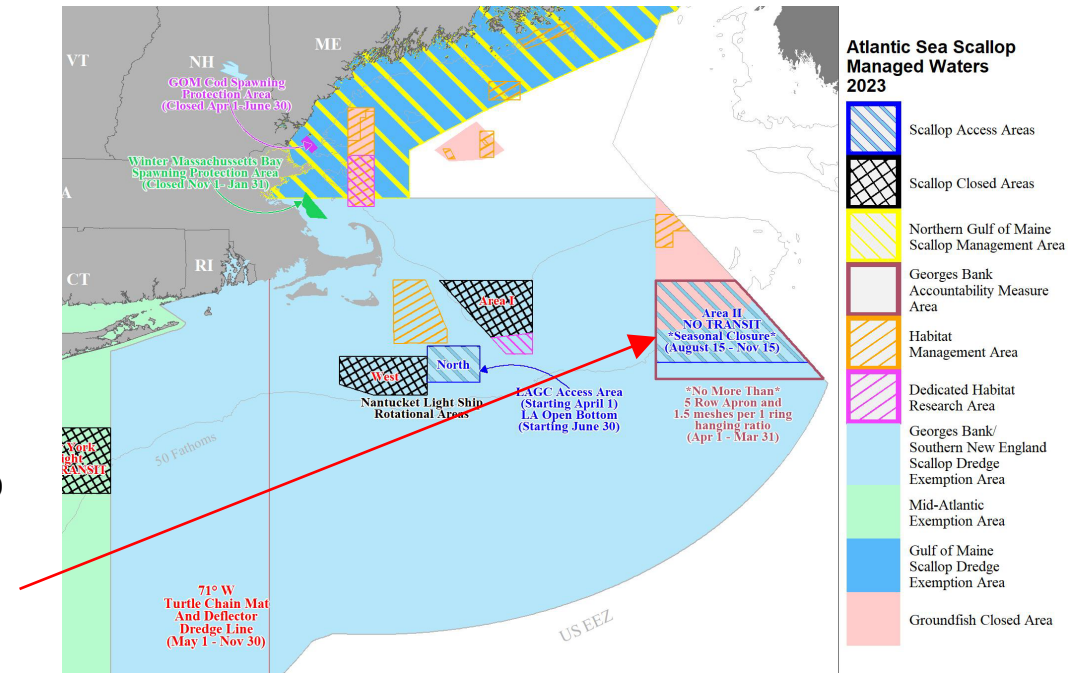 VT
NH
ME
GOM Cod Spawning
Protection Area
(Closed Apr 1-June 30)
Winter Massachusetts Bay
Spawning Protection Area
(Closed Nov 1- Jan 31)
A
RI
CT
Area I
North
West
Nantucket Light Ship
Rotational Areas
LAGC Access Area
(Starting April 1)
LA Open Bottom
(Starting June 30)
Area II
NO TRANSIT
*Seasonal Closure*
(August 15 - Nov 15)
*No More Than*
5 Row Apron and
1.5 meshes per 1 ring
hanging ratio
(Apr 1 - Mar 31)
York
ight
RANSIT
50 Fathoms
)
71° W
Turtle Chain Mat
And Deflector
Dredge Line
(May 1 - Nov 30)
US EEZ
Atlantic Sea Scallop
Managed Waters
2023
Scallop Access Areas
Scallop Closed Areas
Northern Gulf of Maine
Scallop Management Area
Georges Bank
Accountability Measure
Area
Habitat
Management Area
Dedicated Habitat
Research Area
Georges Bank/
Southern New England
Scallop Dredge
Exemption Area
Mid-Atlantic
Exemption Area
Gulf of Maine
Scallop Dredge
Exemption Area
Groundfish Closed Area